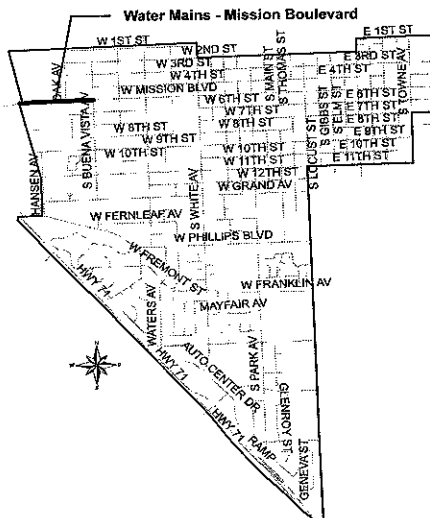 Water Mains - Mission Boulevard
W 1ST ST
E 1ST ST
W 2ND ST
W 3RD ST
W 4TH ST
E 3RD ST
E 4TH ST
W MISSION BLVD
W 6TH ST
W 7TH ST
W 8TH ST
W 8TH ST
W 9TH ST
W 10TH ST
W 10TH ST
W 11TH ST
W 12TH ST
W GRAND AV
E 6TH ST
E 7TH ST
E 8TH ST
E 9TH ST
E 10TH ST
E 11TH ST
OAK AV
S BUENA VISTA AV
HANSEN AV
S WHITE AV
S MAIN ST
S THOMAS ST
S LOCUST ST
S GIBBS ST
S ELM ST
S TOWNE AV
W FERNLEAF AV
W PHILLIPS BLVD
W FREMONT ST
W FRANKLIN AV
MAYFAIR AV
WATERS AV
HWY 71
HWY 71
HWY 71
RAMP
AUTO CENTER DR
S PARK AV
GLENROY ST
GENEVA ST
N
E
S
W